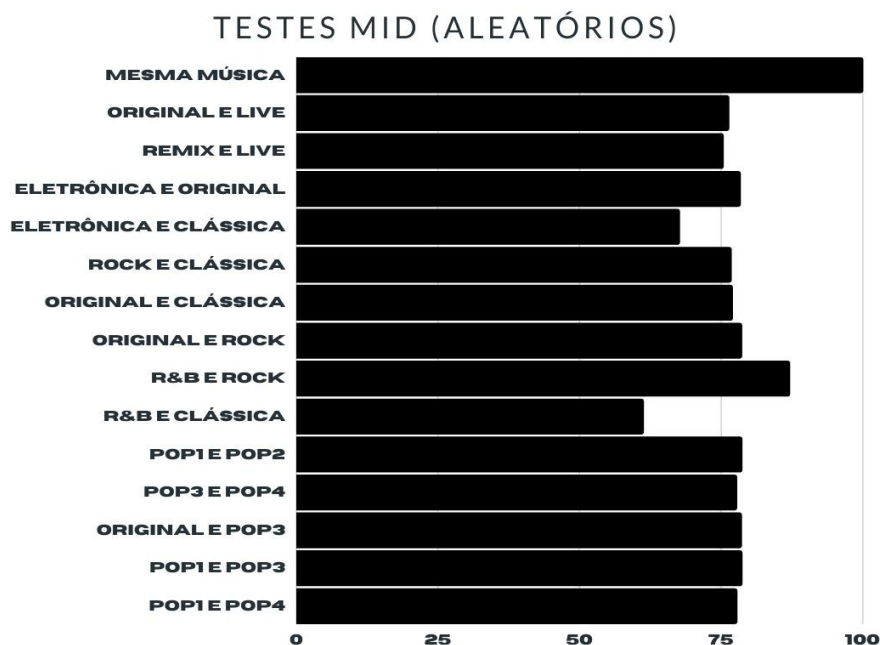 TESTES MID (ALEATÓRIOS)
MESMA MÚSICA
ORIGINAL E LIVE
REMIX E LIVE
ELETRÔNICA E ORIGINAL
ELETRÔNICA E CLÁSSICA
ROCK E CLÁSSICA
ORIGINAL E CLÁSSICA
ORIGINAL E ROCK
R&B E ROCK
R&B E CLÁSSICA
POP1 E POP2
POP3 E POP4
ORIGINAL E POP3
POP1 E POP3
POP1 E POP4
0 25 50 75 100